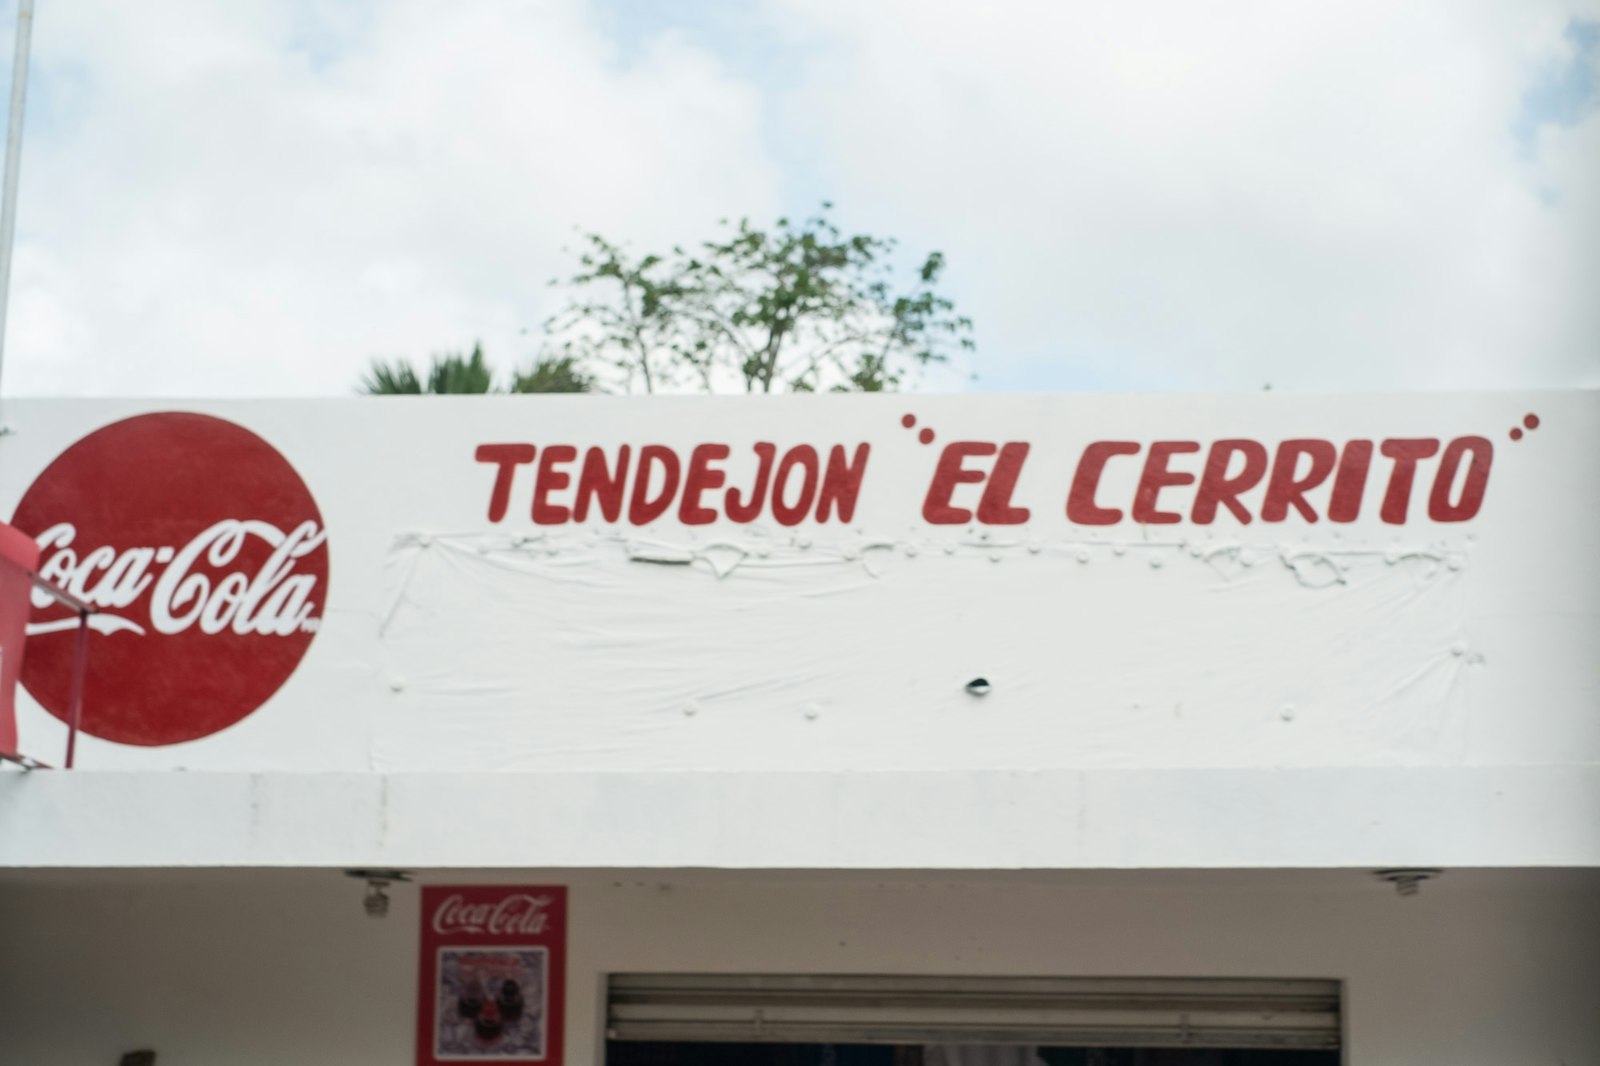 TENDEJON "EL CERRITO"
Coca-Cola
Coca-Cola